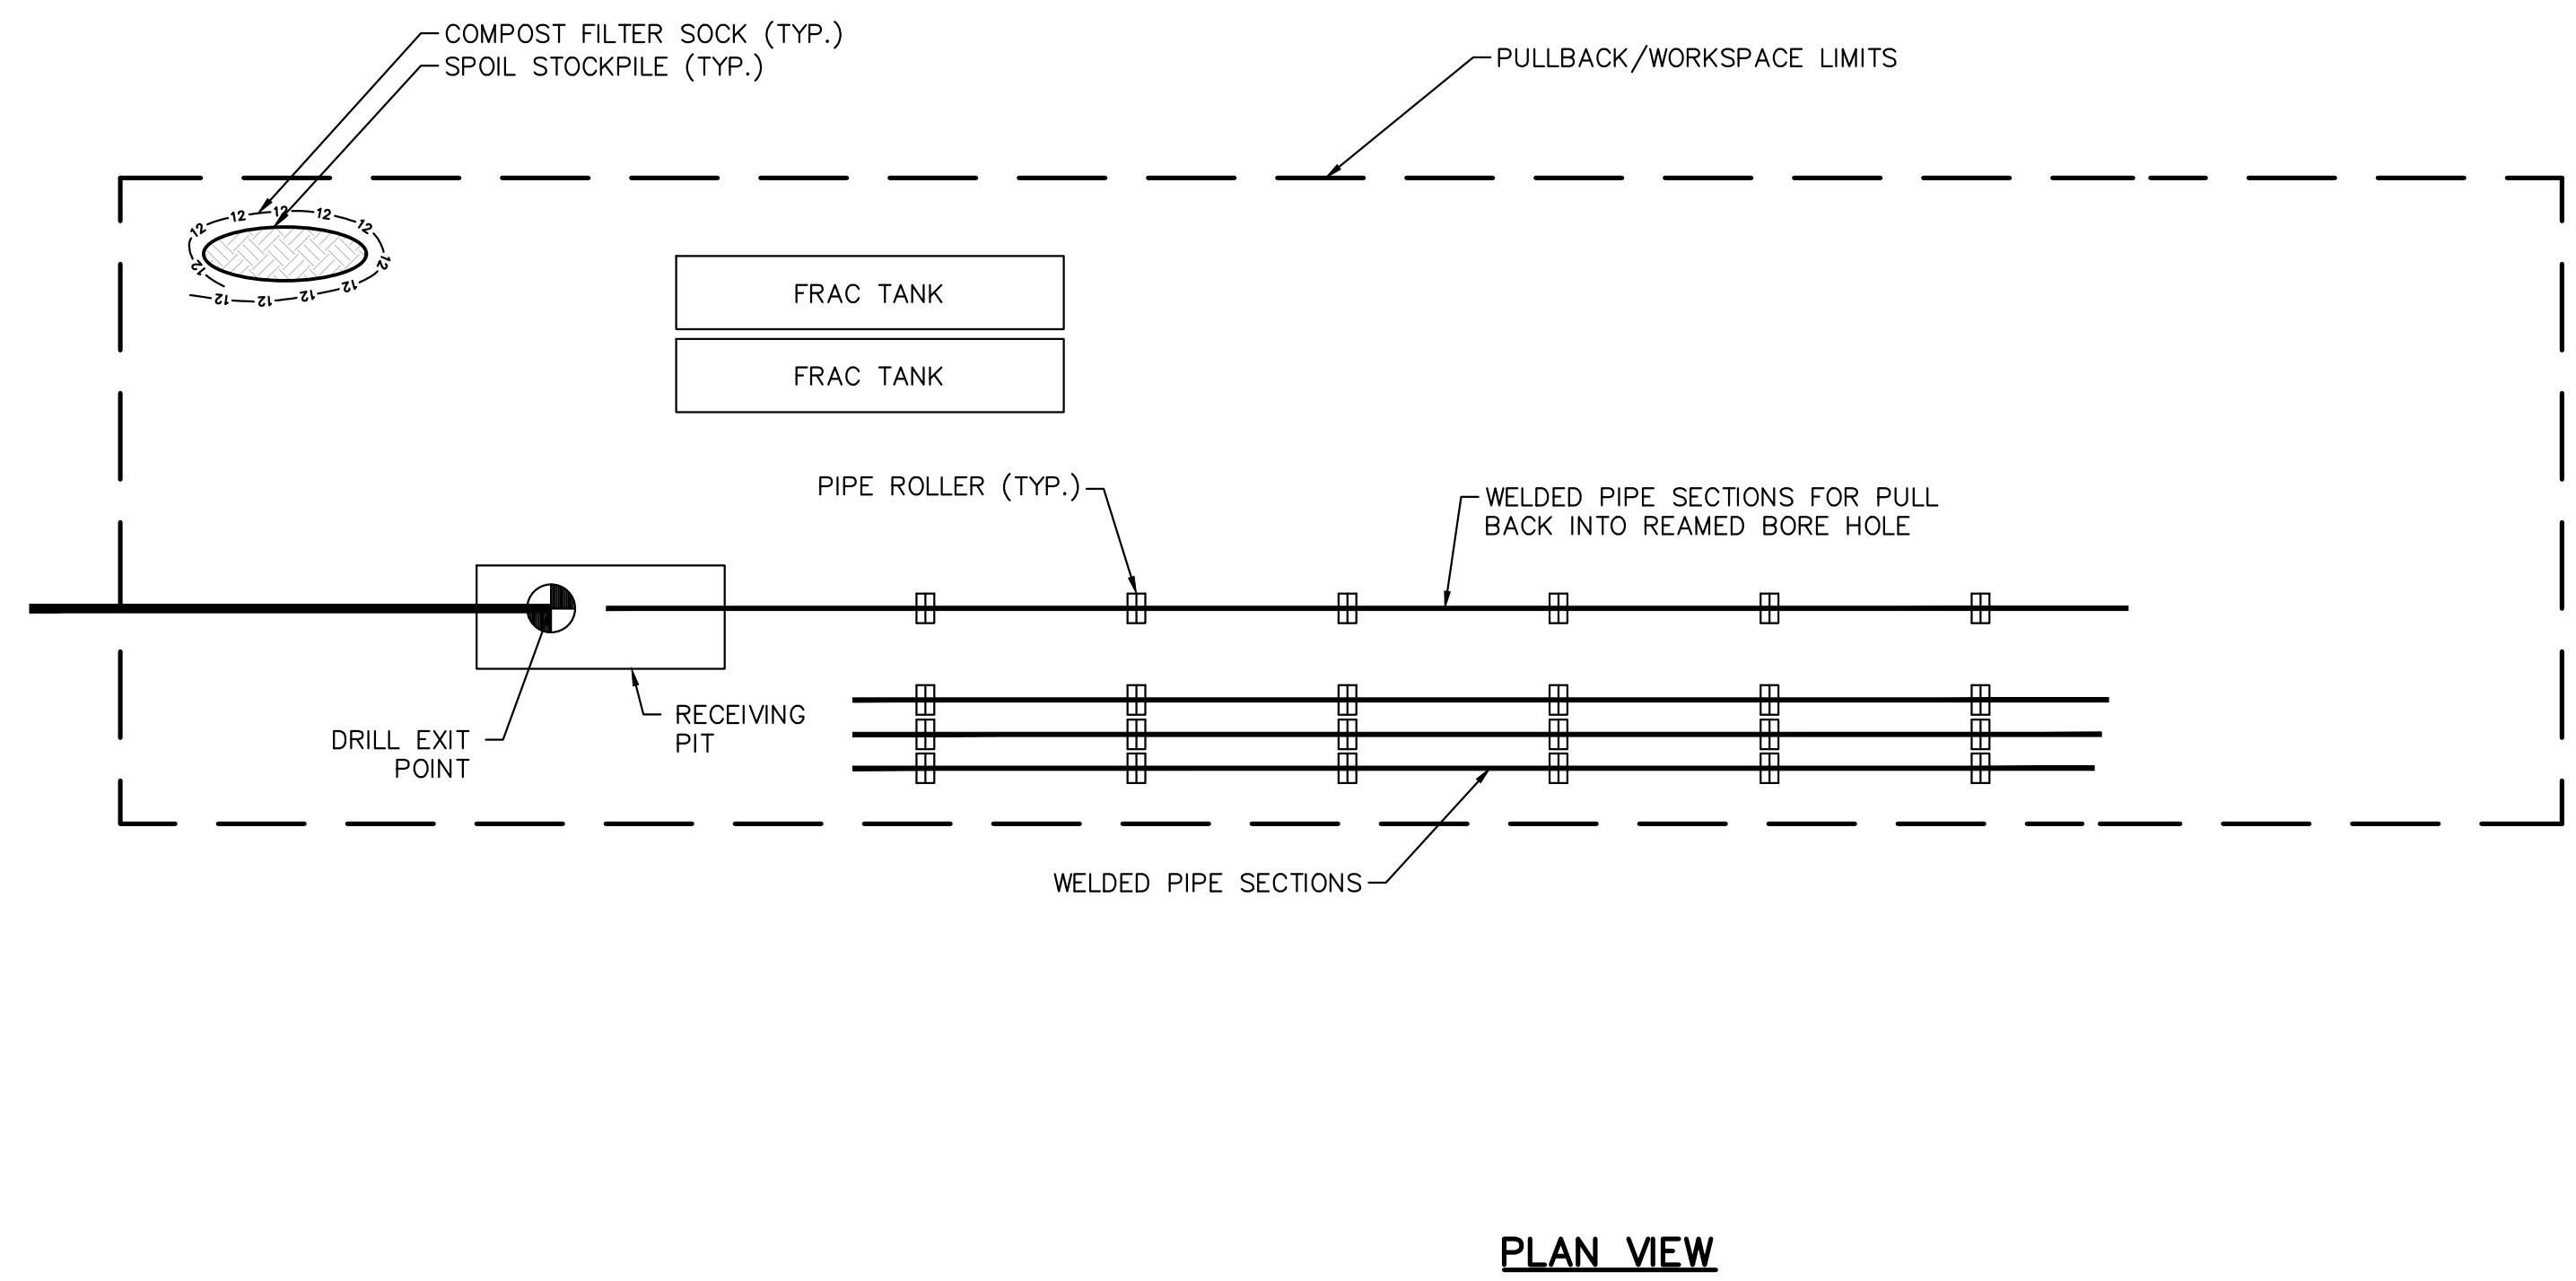 COMPOST FILTER SOCK (TYP.)
SPOIL STOCKPILE (TYP.)
PULLBACK/WORKSPACE LIMITS
12
12
12
12
12
12
12
12
12
12
12
FRAC TANK
FRAC TANK
PIPE ROLLER (TYP.)
WELDED PIPE SECTIONS FOR PULL
BACK INTO REAMED BORE HOLE
RECEIVING
PIT
DRILL EXIT
POINT
WELDED PIPE SECTIONS
PLAN VIEW